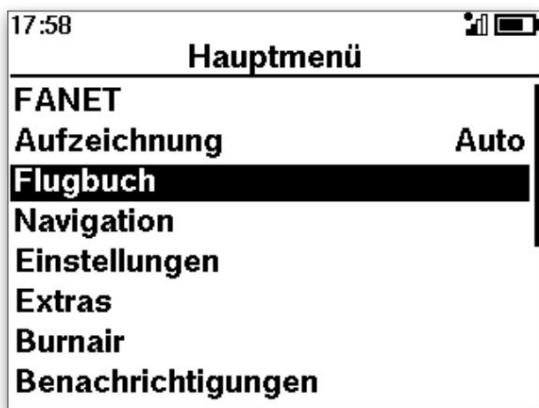 17:58
Hauptmenü
FANET
Aufzeichnung Auto
Flugbuch
Navigation
Einstellungen
Extras
Burnair
Benachrichtigungen